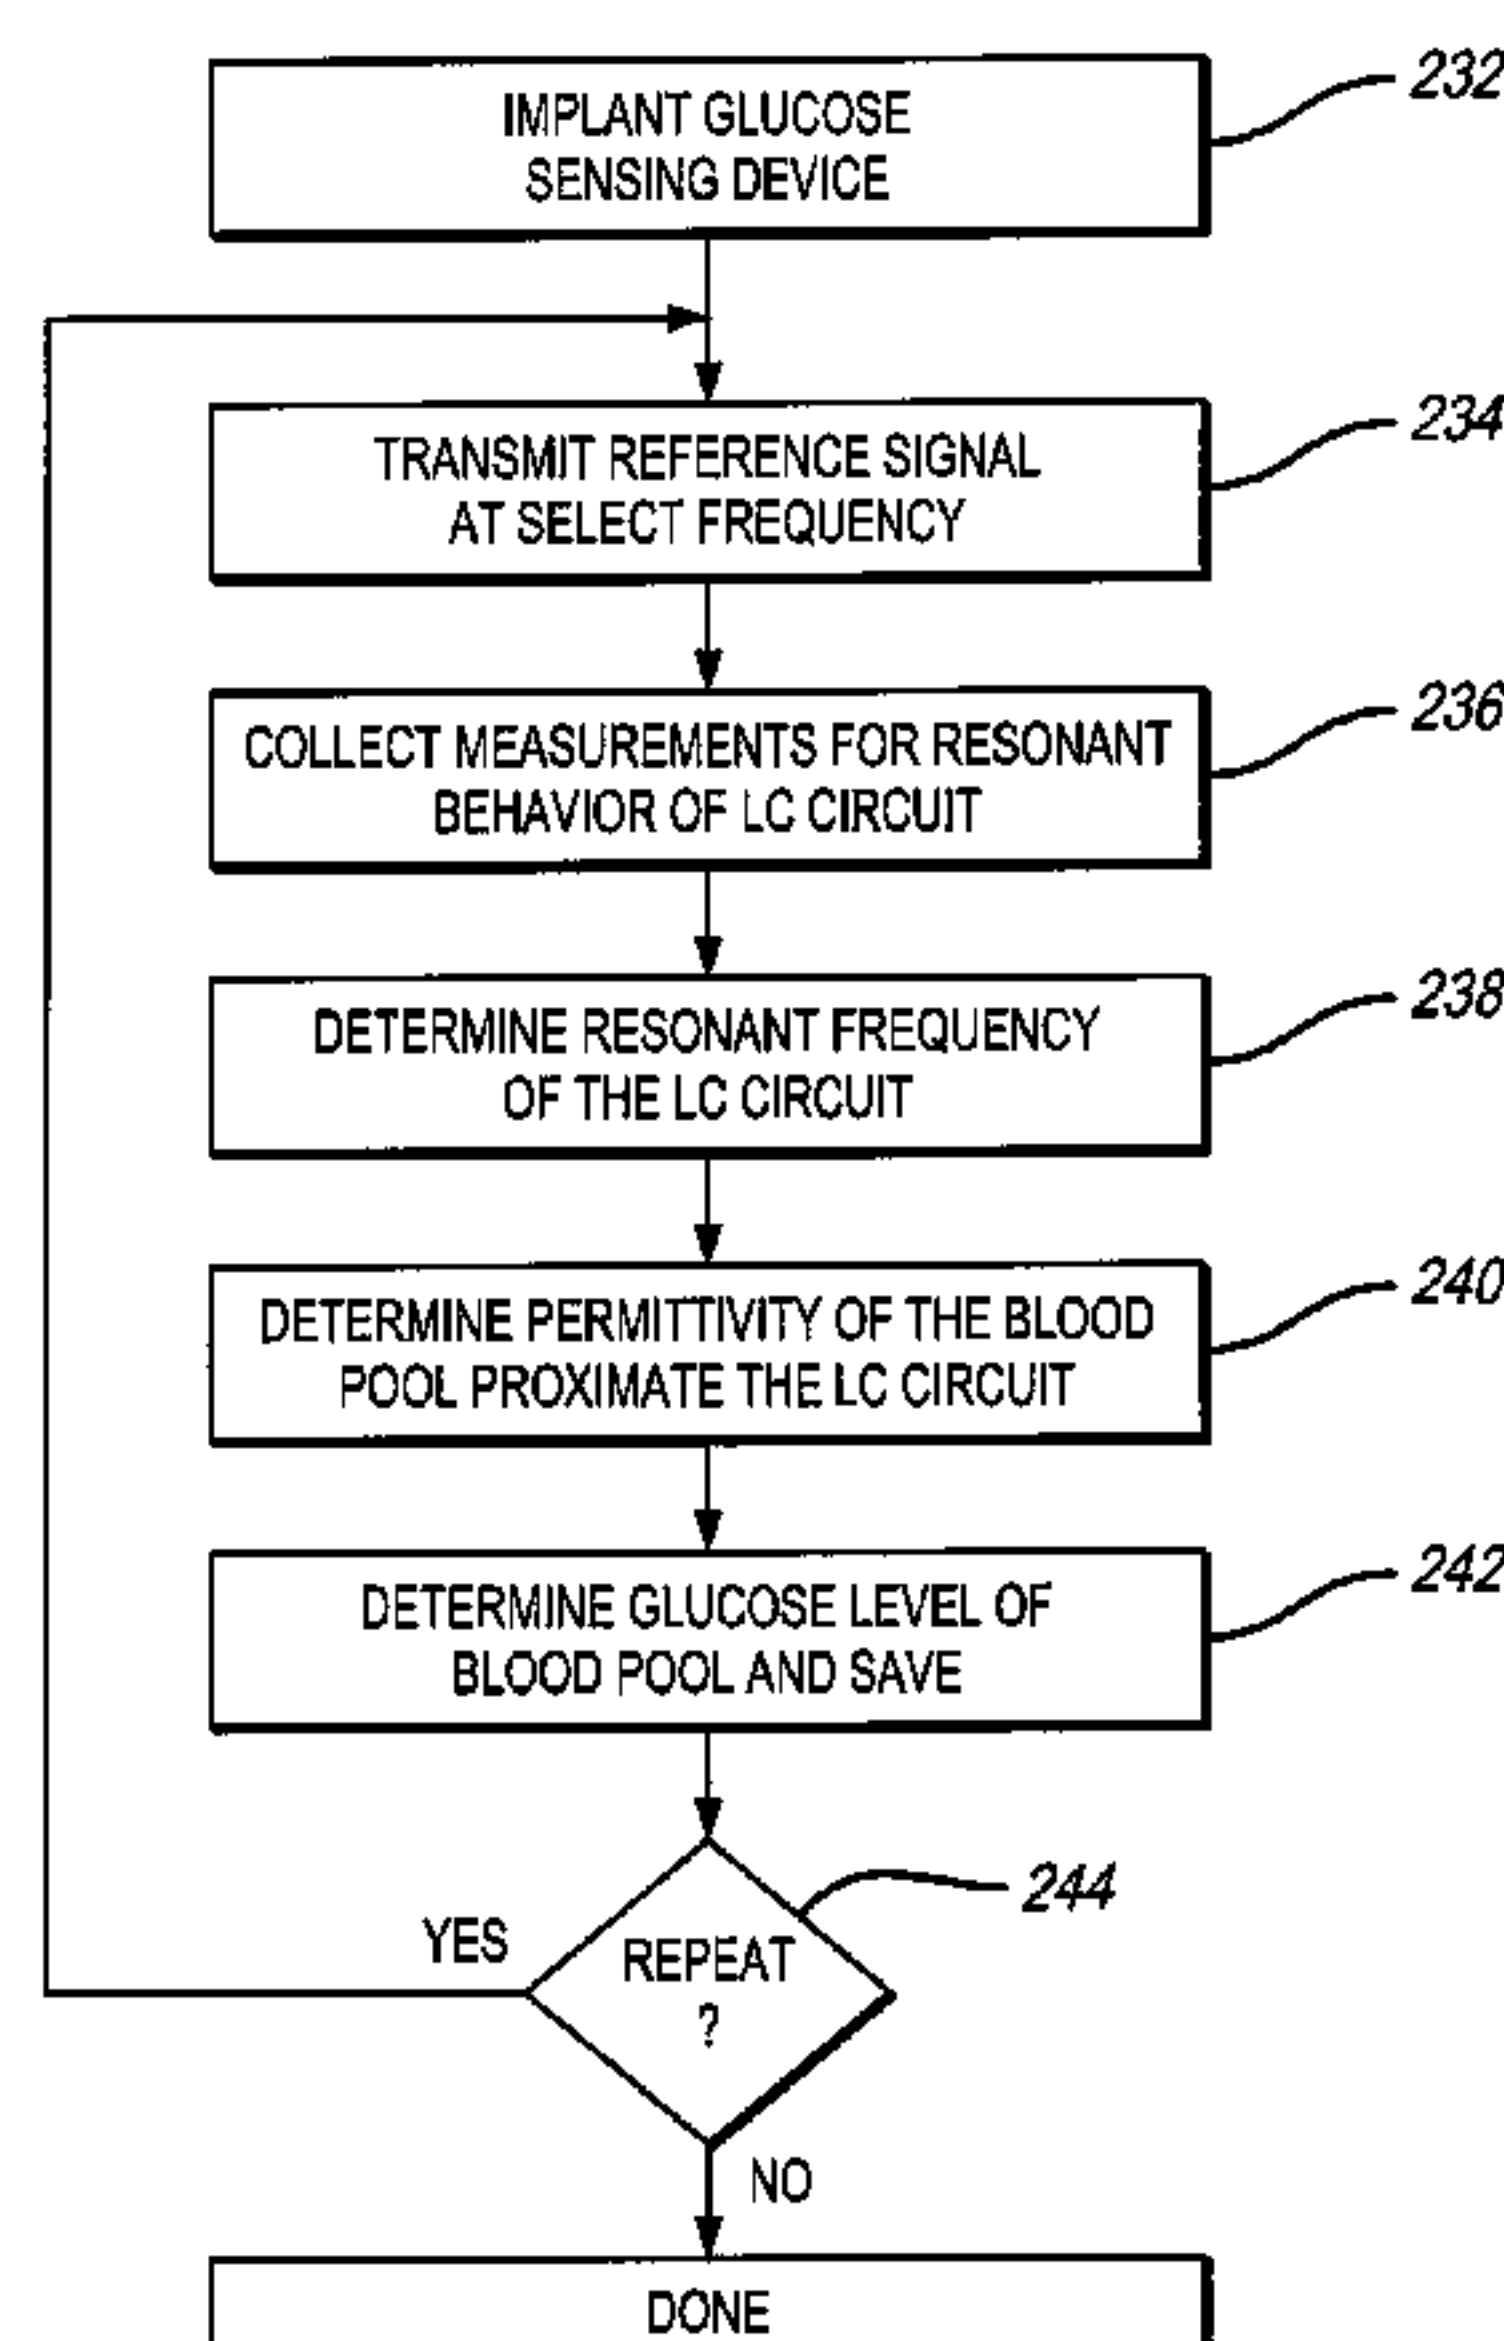 IMPLANT GLUCOSE
SENSING DEVICE
232
TRANSMIT REFERENCE SIGNAL
AT SELECT FREQUENCY
234
COLLECT MEASUREMENTS FOR RESONANT
BEHAVIOR OF LC CIRCUIT
236
DETERMINE RESONANT FREQUENCY
OF THE LC CIRCUIT
238
DETERMINE PERMITTIVITY OF THE BLOOD
POOL PROXIMATE THE LC CIRCUIT
240
DETERMINE GLUCOSE LEVEL OF
BLOOD POOL AND SAVE
242
244
YES
REPEAT
?
NO
DONE